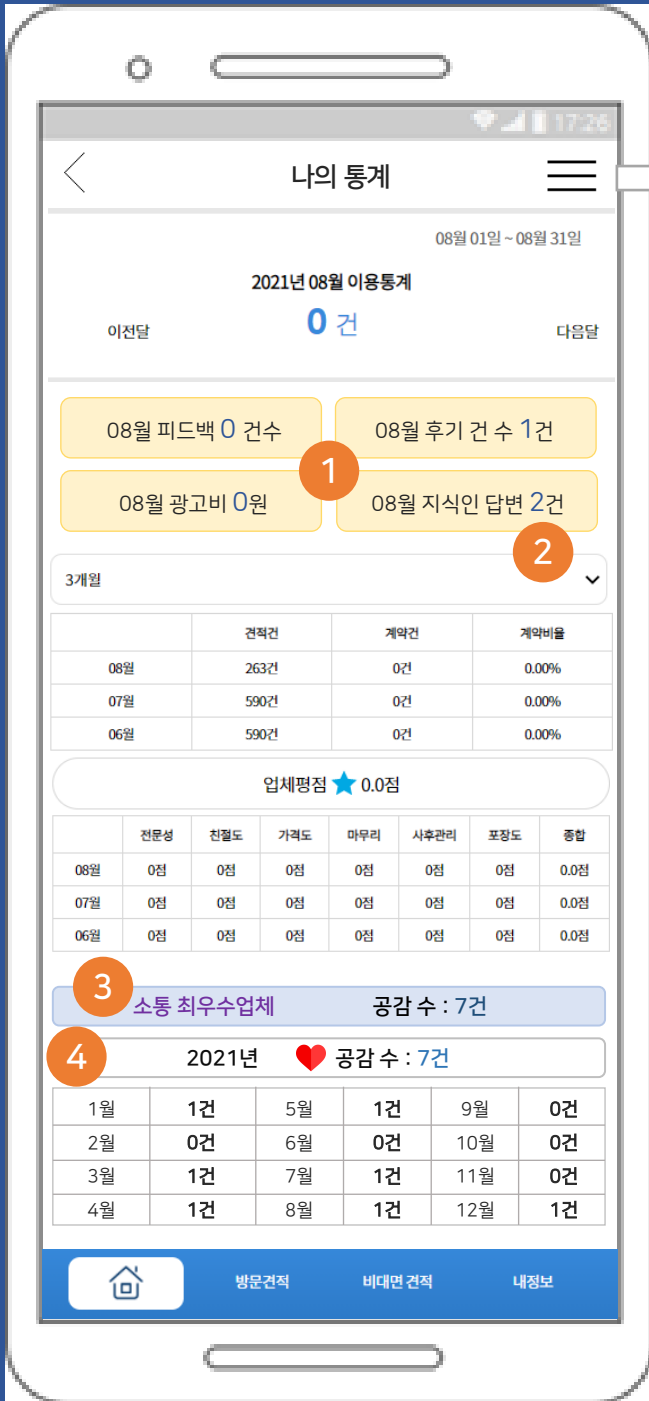 17:26
나의 통계
08월 01일 ~ 08월 31일
2021년 08월 이용통계
이전달 0 건 다음달
08월 피드백 0 건수 08월 후기 건 수 1건
1
08월 광고비 0원 08월 지식인 답변 2건
2
3개월
견적건 계약건 계약비율
08월 263건 0건 0.00%
07월 590건 0건 0.00%
06월 590건 0건 0.00%
업체평점 0.0점
전문성 친절도 가격도 마무리 사후관리 포장도 종합
08월 0점 0점 0점 0점 0점 0점 0.0점
07월 0점 0점 0점 0점 0점 0점 0.0점
06월 0점 0점 0점 0점 0점 0점 0.0점
3
소통 최우수업체 공감 수 : 7건
4
2021년 공감 수 : 7건
1월 1건 5월 1건 9월 0건
2월 0건 6월 0건 10월 0건
3월 1건 7월 1건 11월 0건
4월 1건 8월 1건 12월 1건
방문견적 비대면 견적 내정보